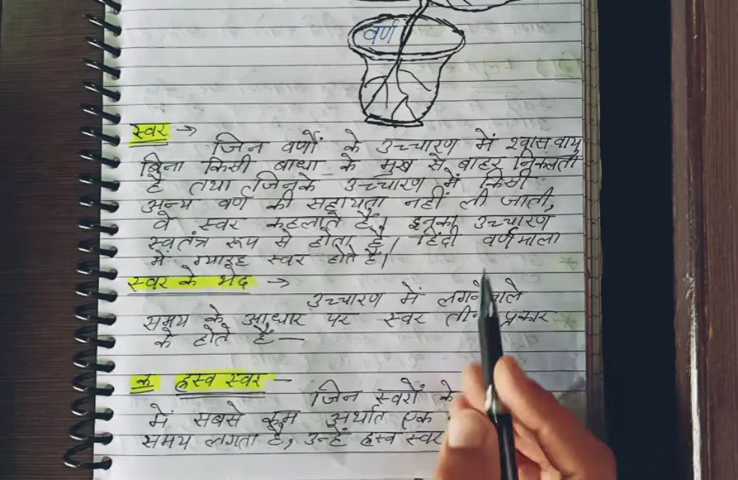 वर्ण
स्वर →
जिन वर्णों के उच्चारण में श्वास वायु
बिना किसी बाधा के मुख से बाहर निकलती
है तथा जिनके उच्चारण में किसी
अन्य वर्ण की सहायता नहीं ली जाती,
वे स्वर कहलाते हैं। इनका उच्चारण
स्वतंत्र रूप से होता है। हिंदी वर्णमाला
में ग्यारह स्वर होते हैं।
स्वर के भेद →
उच्चारण में लगने वाले
समय के आधार पर स्वर तीन प्रकार
के होते हैं—
क ह्रस्व स्वर —
जिन स्वरों के
में सबसे कम अर्थात एक
समय लगता है, उन्हें ह्रस्व स्वर